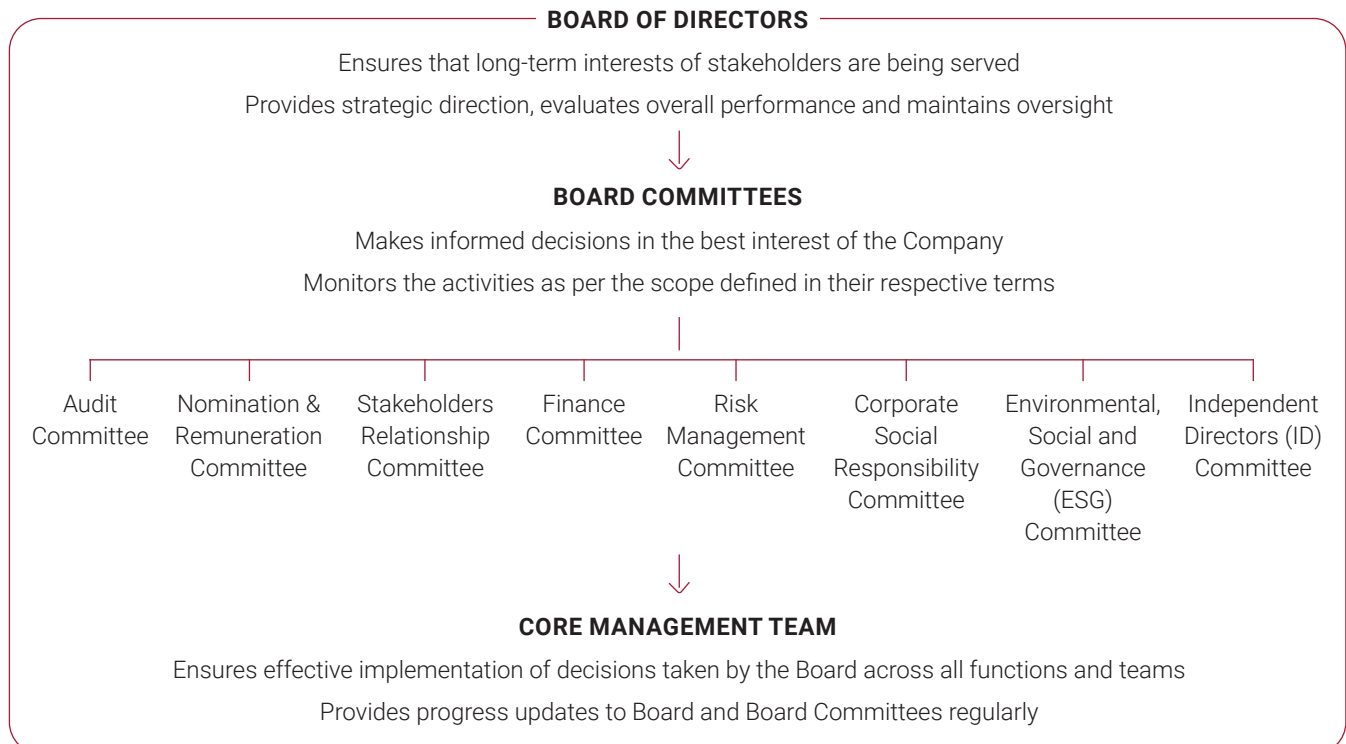 BOARD OF DIRECTORS
Ensures that long-term interests of stakeholders are being served
Provides strategic direction, evaluates overall performance and maintains oversight
BOARD COMMITTEES
Makes informed decisions in the best interest of the Company
Monitors the activities as per the scope defined in their respective terms
Audit
Committee
Nomination &
Remuneration
Committee
Stakeholders
Relationship
Committee
Finance
Committee
Risk
Management
Committee
Corporate
Social
Responsibility
Committee
Environmental,
Social and
Governance
(ESG)
Committee
Independent
Directors (ID)
Committee
CORE MANAGEMENT TEAM
Ensures effective implementation of decisions taken by the Board across all functions and teams
Provides progress updates to Board and Board Committees regularly